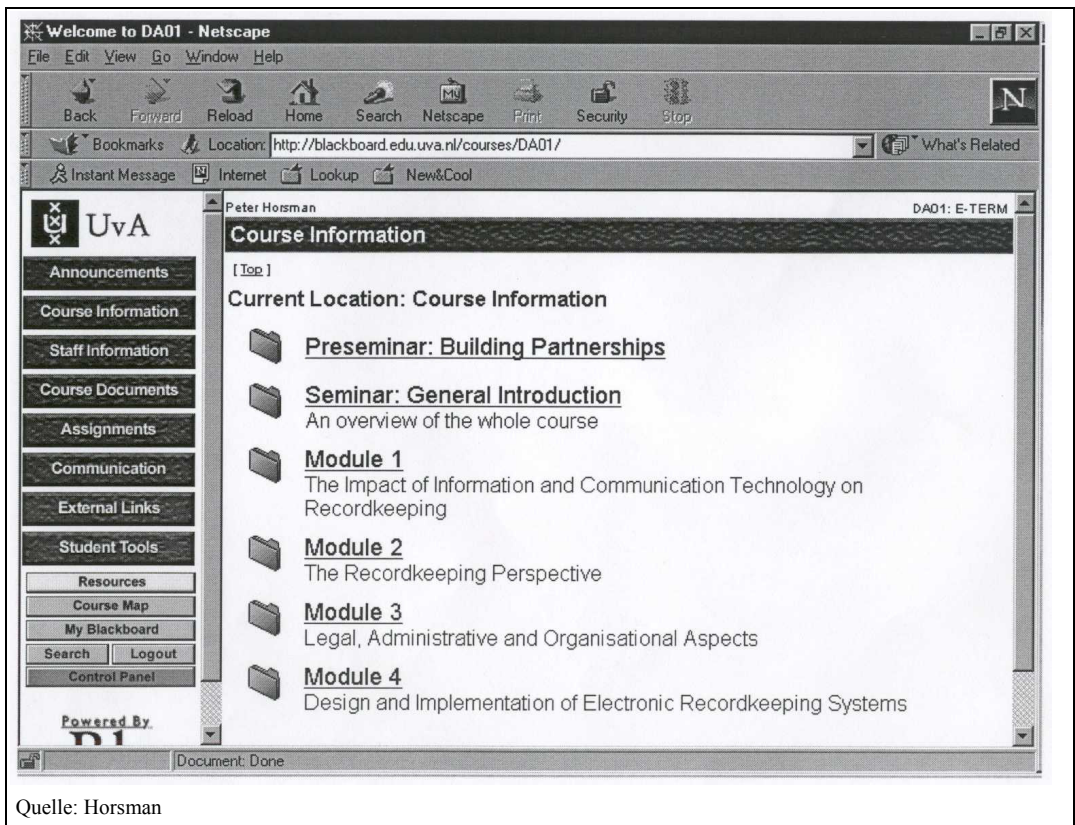 Welcome to DA01 - Netscape
File Edit View Go Window Help
Back Forward Reload Home Search Netscape Print Security Stop
My
N
Bookmarks Location: http://blackboard.edu.uva.nl/courses/DA01/ What's Related
Instant Message Internet Lookup New&Cool
UvA
Announcements
Course Information
Staff Information
Course Documents
Assignments
Communication
External Links
Student Tools
Resources
Course Map
My Blackboard
Search Logout
Control Panel
Powered By
Peter Horsman DA01: E-TERM
Course Information
[Top]
Current Location: Course Information
Preseminar: Building Partnerships
Seminar: General Introduction
An overview of the whole course
Module 1
The Impact of Information and Communication Technology on
Recordkeeping
Module 2
The Recordkeeping Perspective
Module 3
Legal, Administrative and Organisational Aspects
Module 4
Design and Implementation of Electronic Recordkeeping Systems
Document: Done
Quelle: Horsman